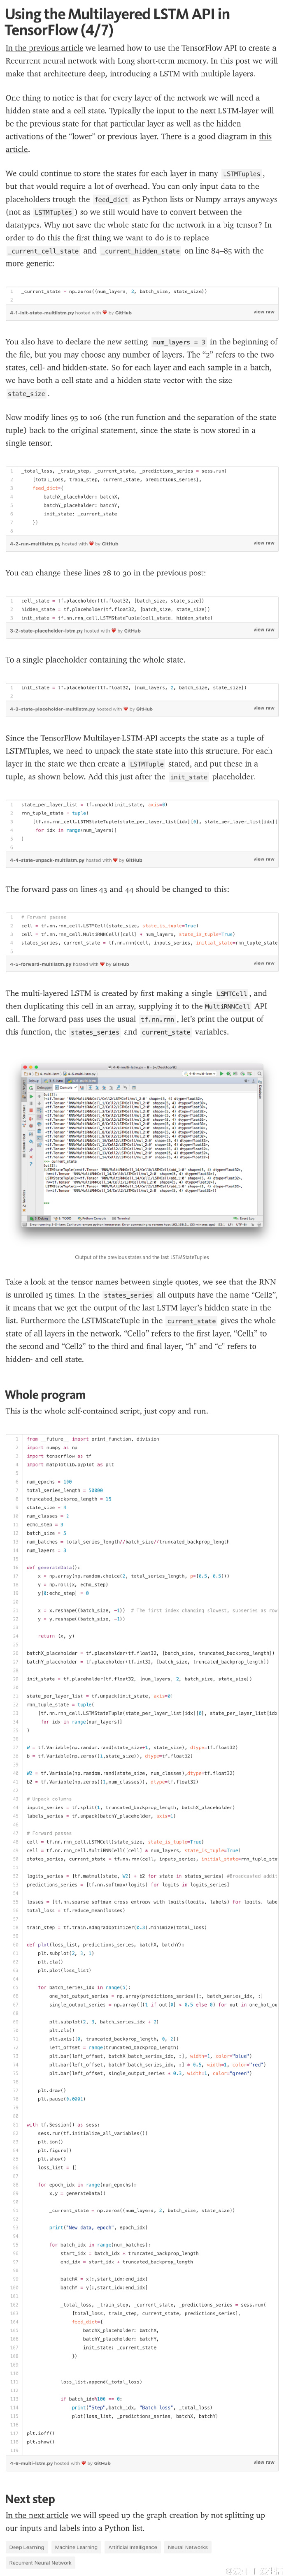 Using the Multilayered LSTM API in
TensorFlow (4/7)
In the previous article we learned how to use the TensorFlow API to create a
Recurrent neural network with Long short-term memory. In this post we will
make that architecture deep, introducing a LSTM with multiple layers.
One thing to notice is that for every layer of the network we will need a
hidden state and a cell state. Typically the input to the next LSTM-layer will
be the previous state for that particular layer as well as the hidden
activations of the “lower” or previous layer. There is a good diagram in this
article.
We could continue to store the states for each layer in many LSTMTuples,
but that would require a lot of overhead. You can only input data to the
placeholders trough the feed_dict as Python lists or Numpy arrays anyways
(not as LSTMTuples) so we still would have to convert between the
datatypes. Why not save the whole state for the network in a big tensor? In
order to do this the first thing we want to do is to replace
_current_cell_state and _current_hidden_state on line 84–85 with the
more generic:
1 _current_state = np.zeros((num_layers, 2, batch_size, state_size))
2
4-1-init-state-multilstm.py hosted with ❤ by GitHub view raw
You also have to declare the new setting num_layers = 3 in the beginning of
the file, but you may choose any number of layers. The “2” refers to the two
states, cell- and hidden-state. So for each layer and each sample in a batch,
we have both a cell state and a hidden state vector with the size
state_size.
Now modify lines 95 to 106 (the run function and the separation of the state
tuple) back to the original statement, since the state is now stored in a
single tensor.
1 _total_loss, _train_step, _current_state, _predictions_series = sess.run(
2 [total_loss, train_step, current_state, predictions_series],
3 feed_dict={
4 batchX_placeholder: batchX,
5 batchY_placeholder: batchY,
6 init_state: _current_state
7 })
8
4-2-run-multilstm.py hosted with ❤ by GitHub view raw
You can change these lines 28 to 30 in the previous post:
1 cell_state = tf.placeholder(tf.float32, [batch_size, state_size])
2 hidden_state = tf.placeholder(tf.float32, [batch_size, state_size])
3 init_state = tf.nn.rnn_cell.LSTMStateTuple(cell_state, hidden_state)
3-2-state-placeholder-lstm.py hosted with ❤ by GitHub view raw
To a single placeholder containing the whole state.
1 init_state = tf.placeholder(tf.float32, [num_layers, 2, batch_size, state_size])
2
4-3-state-placeholder-multilstm.py hosted with ❤ by GitHub view raw
Since the TensorFlow Multilayer-LSTM-API accepts the state as a tuple of
LSTMTuples, we need to unpack the state state into this structure. For each
layer in the state we then create a LSTMTuple stated, and put these in a
tuple, as shown below. Add this just after the init_state placeholder.
1 state_per_layer_list = tf.unpack(init_state, axis=0)
2 rnn_tuple_state = tuple(
3 [tf.nn.rnn_cell.LSTMStateTuple(state_per_layer_list[idx][0], state_per_layer_list[idx][
4 for idx in range(num_layers)]
5 )
6
4-4-state-unpack-multilstm.py hosted with ❤ by GitHub view raw
The forward pass on lines 43 and 44 should be changed to this:
1 # Forward passes
2 cell = tf.nn.rnn_cell.LSTMCell(state_size, state_is_tuple=True)
3 cell = tf.nn.rnn_cell.MultiRNNCell([cell] * num_layers, state_is_tuple=True)
4 states_series, current_state = tf.nn.rnn(cell, inputs_series, initial_state=rnn_tuple_state
5
4-5-forward-multilstm.py hosted with ❤ by GitHub view raw
The multi-layered LSTM is created by first making a single LSMTCell, and
then duplicating this cell in an array, supplying it to the MultiRNNCell API
call. The forward pass uses the usual tf.nn.rnn, let’s print the output of
this function, the states_series and current_state variables.
Output of the previous states and the last LSTMStateTuples
Take a look at the tensor names between single quotes, we see that the RNN
is unrolled 15 times. In the states_series all outputs have the name “Cell2”,
it means that we get the output of the last LSTM layer’s hidden state in the
list. Furthermore the LSTMStateTuple in the current_state gives the whole
state of all layers in the network. “Cell0” refers to the first layer, “Cell1” to
the second and “Cell2” to the third and final layer, “h” and “c” refers to
hidden- and cell state.
Whole program
This is the whole self-contained script, just copy and run.
1 from __future__ import print_function, division
2 import numpy as np
3 import tensorflow as tf
4 import matplotlib.pyplot as plt
5
6 num_epochs = 100
7 total_series_length = 50000
8 truncated_backprop_length = 15
9 state_size = 4
10 num_classes = 2
11 echo_step = 3
12 batch_size = 5
13 num_batches = total_series_length//batch_size//truncated_backprop_length
14 num_layers = 3
15
16 def generateData():
17 x = np.array(np.random.choice(2, total_series_length, p=[0.5, 0.5]))
18 y = np.roll(x, echo_step)
19 y[0:echo_step] = 0
20
21 x = x.reshape((batch_size, -1)) # The first index changing slowest, subseries as row
22 y = y.reshape((batch_size, -1))
23
24 return (x, y)
25
26 batchX_placeholder = tf.placeholder(tf.float32, [batch_size, truncated_backprop_length])
27 batchY_placeholder = tf.placeholder(tf.int32, [batch_size, truncated_backprop_length])
28
29 init_state = tf.placeholder(tf.float32, [num_layers, 2, batch_size, state_size])
30
31 state_per_layer_list = tf.unpack(init_state, axis=0)
32 rnn_tuple_state = tuple(
33 [tf.nn.rnn_cell.LSTMStateTuple(state_per_layer_list[idx][0], state_per_layer_list[idx
34 for idx in range(num_layers)]
35 )
36
37 W = tf.Variable(np.random.rand(state_size+1, state_size), dtype=tf.float32)
38 b = tf.Variable(np.zeros((1,state_size)), dtype=tf.float32)
39
40 W2 = tf.Variable(np.random.rand(state_size, num_classes),dtype=tf.float32)
41 b2 = tf.Variable(np.zeros((1,num_classes)), dtype=tf.float32)
42
43 # Unpack columns
44 inputs_series = tf.split(1, truncated_backprop_length, batchX_placeholder)
45 labels_series = tf.unpack(batchY_placeholder, axis=1)
46
47 # Forward passes
48 cell = tf.nn.rnn_cell.LSTMCell(state_size, state_is_tuple=True)
49 cell = tf.nn.rnn_cell.MultiRNNCell([cell] * num_layers, state_is_tuple=True)
50 states_series, current_state = tf.nn.rnn(cell, inputs_series, initial_state=rnn_tuple_sta
51
52 logits_series = [tf.matmul(state, W2) + b2 for state in states_series] #Broadcasted addit
53 predictions_series = [tf.nn.softmax(logits) for logits in logits_series]
54
55 losses = [tf.nn.sparse_softmax_cross_entropy_with_logits(logits, labels) for logits, labe
56 total_loss = tf.reduce_mean(losses)
57
58 train_step = tf.train.AdagradOptimizer(0.3).minimize(total_loss)
59
60 def plot(loss_list, predictions_series, batchX, batchY):
61 plt.subplot(2, 3, 1)
62 plt.cla()
63 plt.plot(loss_list)
64
65 for batch_series_idx in range(5):
66 one_hot_output_series = np.array(predictions_series)[:, batch_series_idx, :]
67 single_output_series = np.array([(1 if out[0] < 0.5 else 0) for out in one_hot_ou
68
69 plt.subplot(2, 3, batch_series_idx + 2)
70 plt.cla()
71 plt.axis([0, truncated_backprop_length, 0, 2])
72 left_offset = range(truncated_backprop_length)
73 plt.bar(left_offset, batchX[batch_series_idx, :], width=1, color="blue")
74 plt.bar(left_offset, batchY[batch_series_idx, :] * 0.5, width=1, color="red")
75 plt.bar(left_offset, single_output_series * 0.3, width=1, color="green")
76
77 plt.draw()
78 plt.pause(0.0001)
79
80
81 with tf.Session() as sess:
82 sess.run(tf.initialize_all_variables())
83 plt.ion()
84 plt.figure()
85 plt.show()
86 loss_list = []
87
88 for epoch_idx in range(num_epochs):
89 x,y = generateData()
90
91 _current_state = np.zeros((num_layers, 2, batch_size, state_size))
92
93 print("New data, epoch", epoch_idx)
94
95 for batch_idx in range(num_batches):
96 start_idx = batch_idx * truncated_backprop_length
97 end_idx = start_idx + truncated_backprop_length
98
99 batchX = x[:,start_idx:end_idx]
100 batchY = y[:,start_idx:end_idx]
101
102 _total_loss, _train_step, _current_state, _predictions_series = sess.run(
103 [total_loss, train_step, current_state, predictions_series],
104 feed_dict={
105 batchX_placeholder: batchX,
106 batchY_placeholder: batchY,
107 init_state: _current_state
108 })
109
110
111 loss_list.append(_total_loss)
112
113 if batch_idx%100 == 0:
114 print("Step",batch_idx, "Batch loss", _total_loss)
115 plot(loss_list, _predictions_series, batchX, batchY)
116
117 plt.ioff()
118 plt.show()
119
4-6-multi-lstm.py hosted with ❤ by GitHub view raw
Next step
In the next article we will speed up the graph creation by not splitting up
our inputs and labels into a Python list.
Deep Learning Machine Learning Artificial Intelligence Neural Networks
Recurrent Neural Network